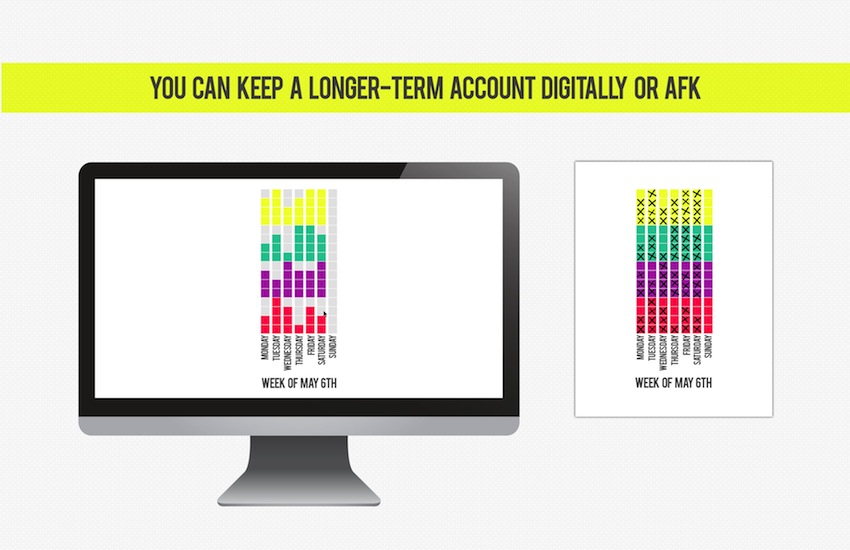 YOU CAN KEEP A LONGER-TERM ACCOUNT DIGITALLY OR AFK
MONDAY
TUESDAY
WEDNESDAY
THURSDAY
FRIDAY
SATURDAY
SUNDAY
WEEK OF MAY 6TH
MONDAY
TUESDAY
WEDNESDAY
THURSDAY
FRIDAY
SATURDAY
SUNDAY
WEEK OF MAY 6TH